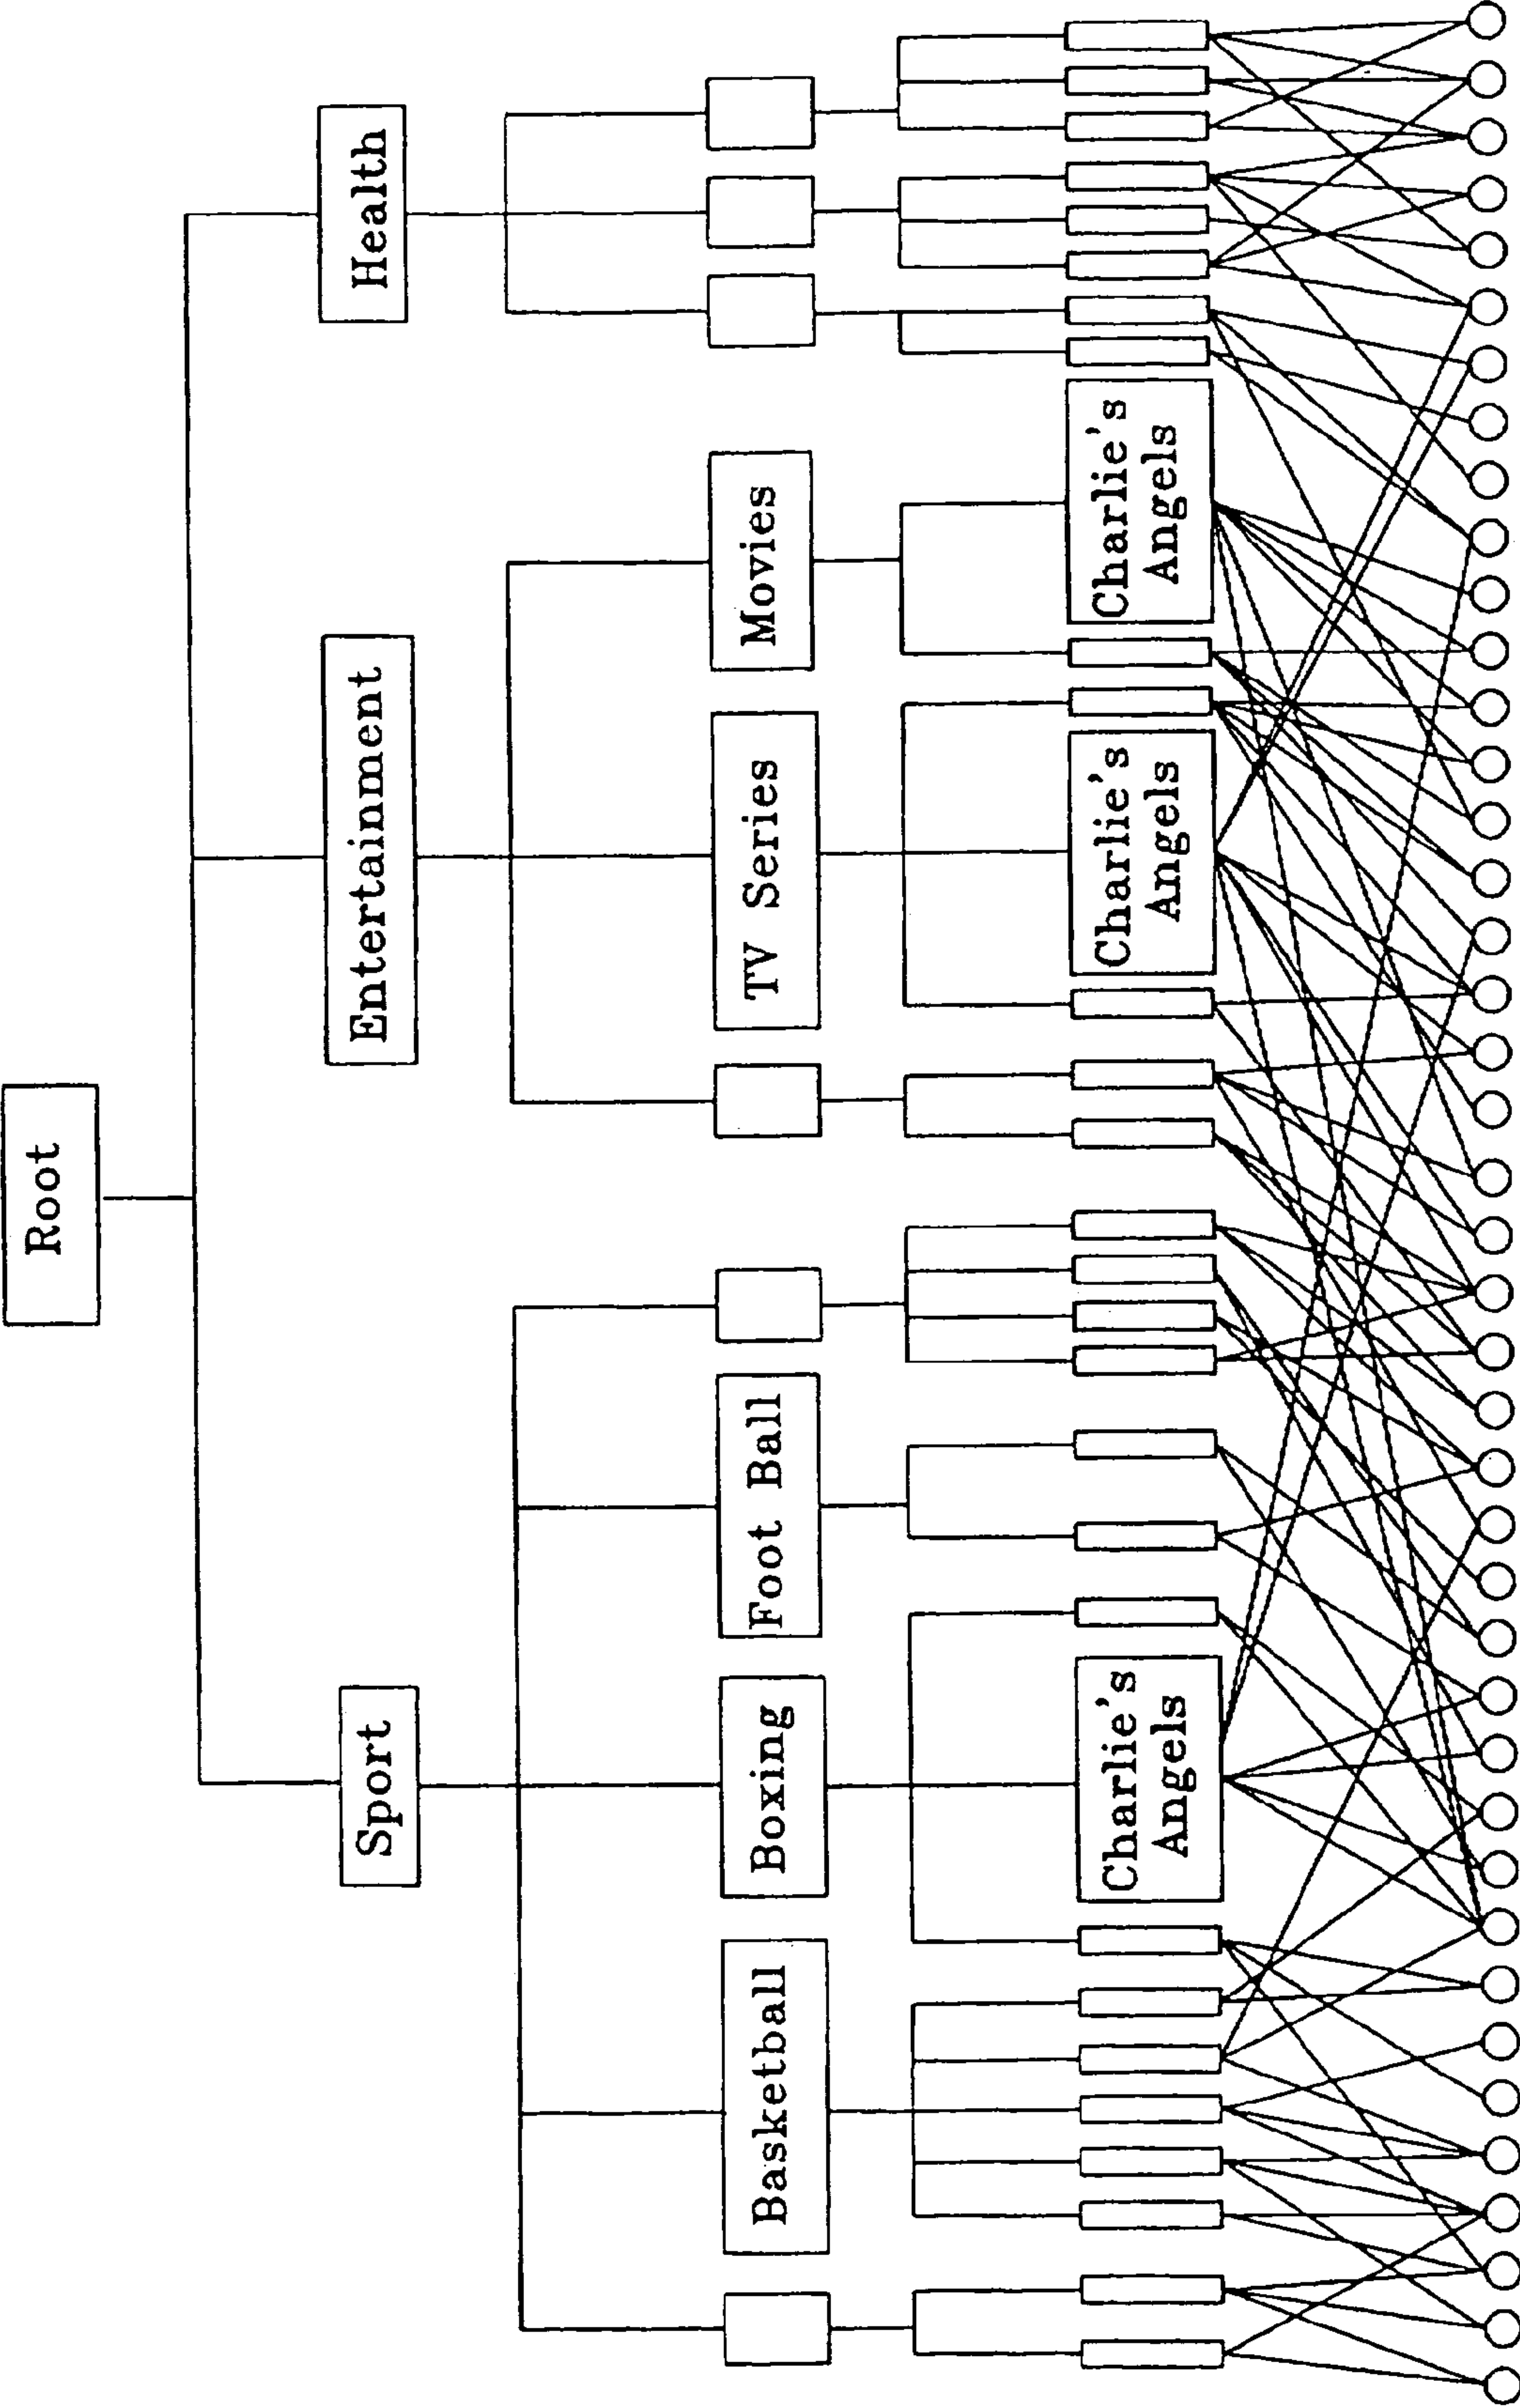 Root
Sport
Entertainment
Health
Basketball
Boxing
Foot Ball
TV Series
Movies
Charlie's
Angels
Charlie's
Angels
Charlie's
Angels